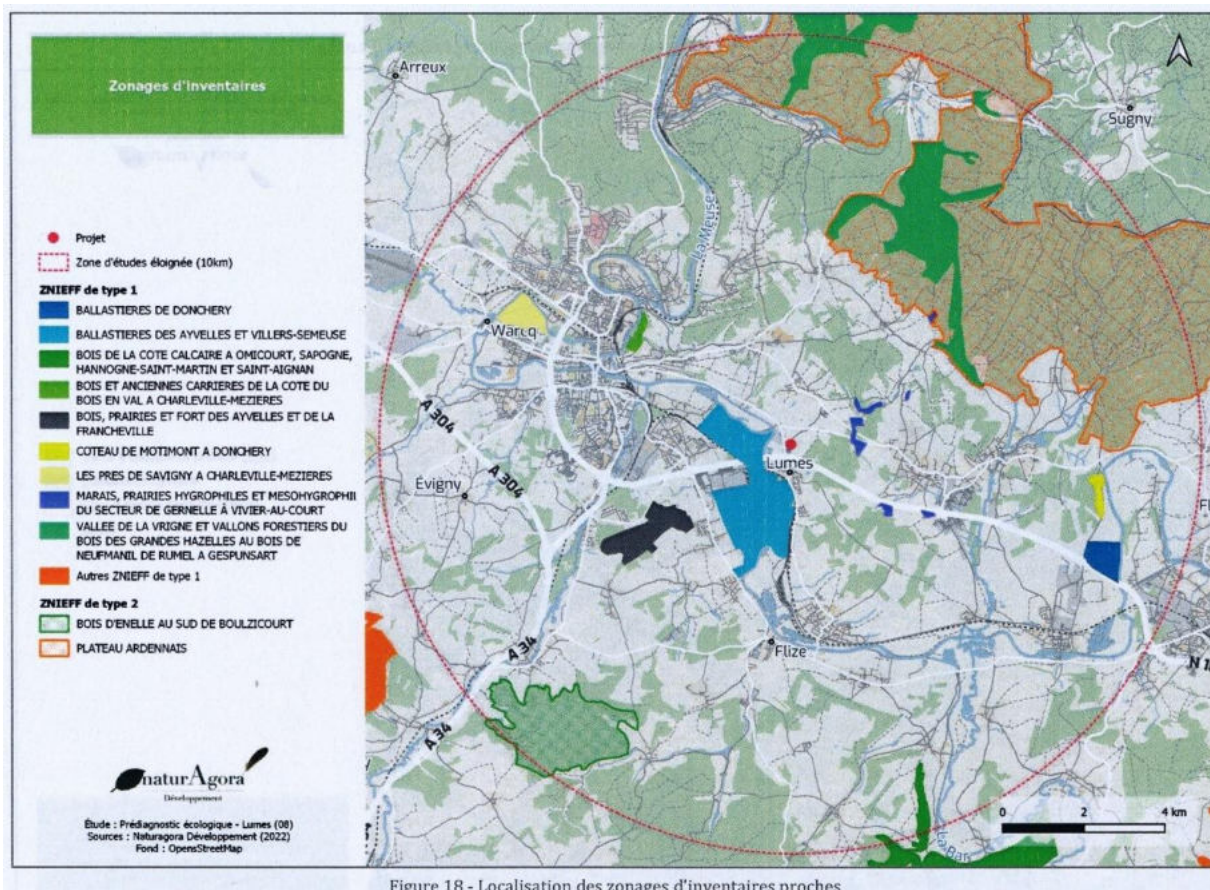 Zonages d'Inventaires
Projet
Zone d'études éloignée (10km)
ZNIEFF de type 1
BALLASTIERES DE DONCHERY
BALLASTIERES DES AYVELLES ET VILLERS-SEMEUSE
BOIS DE LA COTE CALCAIRE A OMICOURT, SAPOGNE,
HANNOGNE-SAINT-MARTIN ET SAINT-AIGNAN
BOIS ET ANCIENNES CARRIERES DE LA COTE DU
BOIS EN VAL A CHARLEVILLE-MEZIERES
BOIS, PRAIRIES ET FORT DES AYVELLES ET DE LA
FRANCHEVILLE
COTEAU DE MOTIMONT A DONCHERY
LES PRES DE SAVIGNY A CHARLEVILLE-MEZIERES
MARAIS, PRAIRIES HYGROPHILES ET MESOHYGROPHII
DU SECTEUR DE GERNELLE À VIVIER-AU-COURT
VALLEE DE LA VRIGNE ET VALLONS FORESTIERS DU
BOIS DES GRANDES HAZELLES AU BOIS DE
NEUFMANIL DE RUMEL A GESPUNSART
Autres ZNIEFF de type 1
ZNIEFF de type 2
BOIS D'ENELLE AU SUD DE BOULZICOURT
PLATEAU ARDENNAIS
naturAgora
Développement
Étude : Prédiagnostic écologique - Lumes (08)
Sources : Naturagora Développement (2022)
Fond : OpensStreetMap
Arreux
Sugny
La Meuse
Warcq
A 304
Lumes
Évigny
A 304
Fl
Flize
A 34
N 1
A 34
La Bar
0 2 4 km
Figure 18 - Localisation des zonages d'inventaires proches